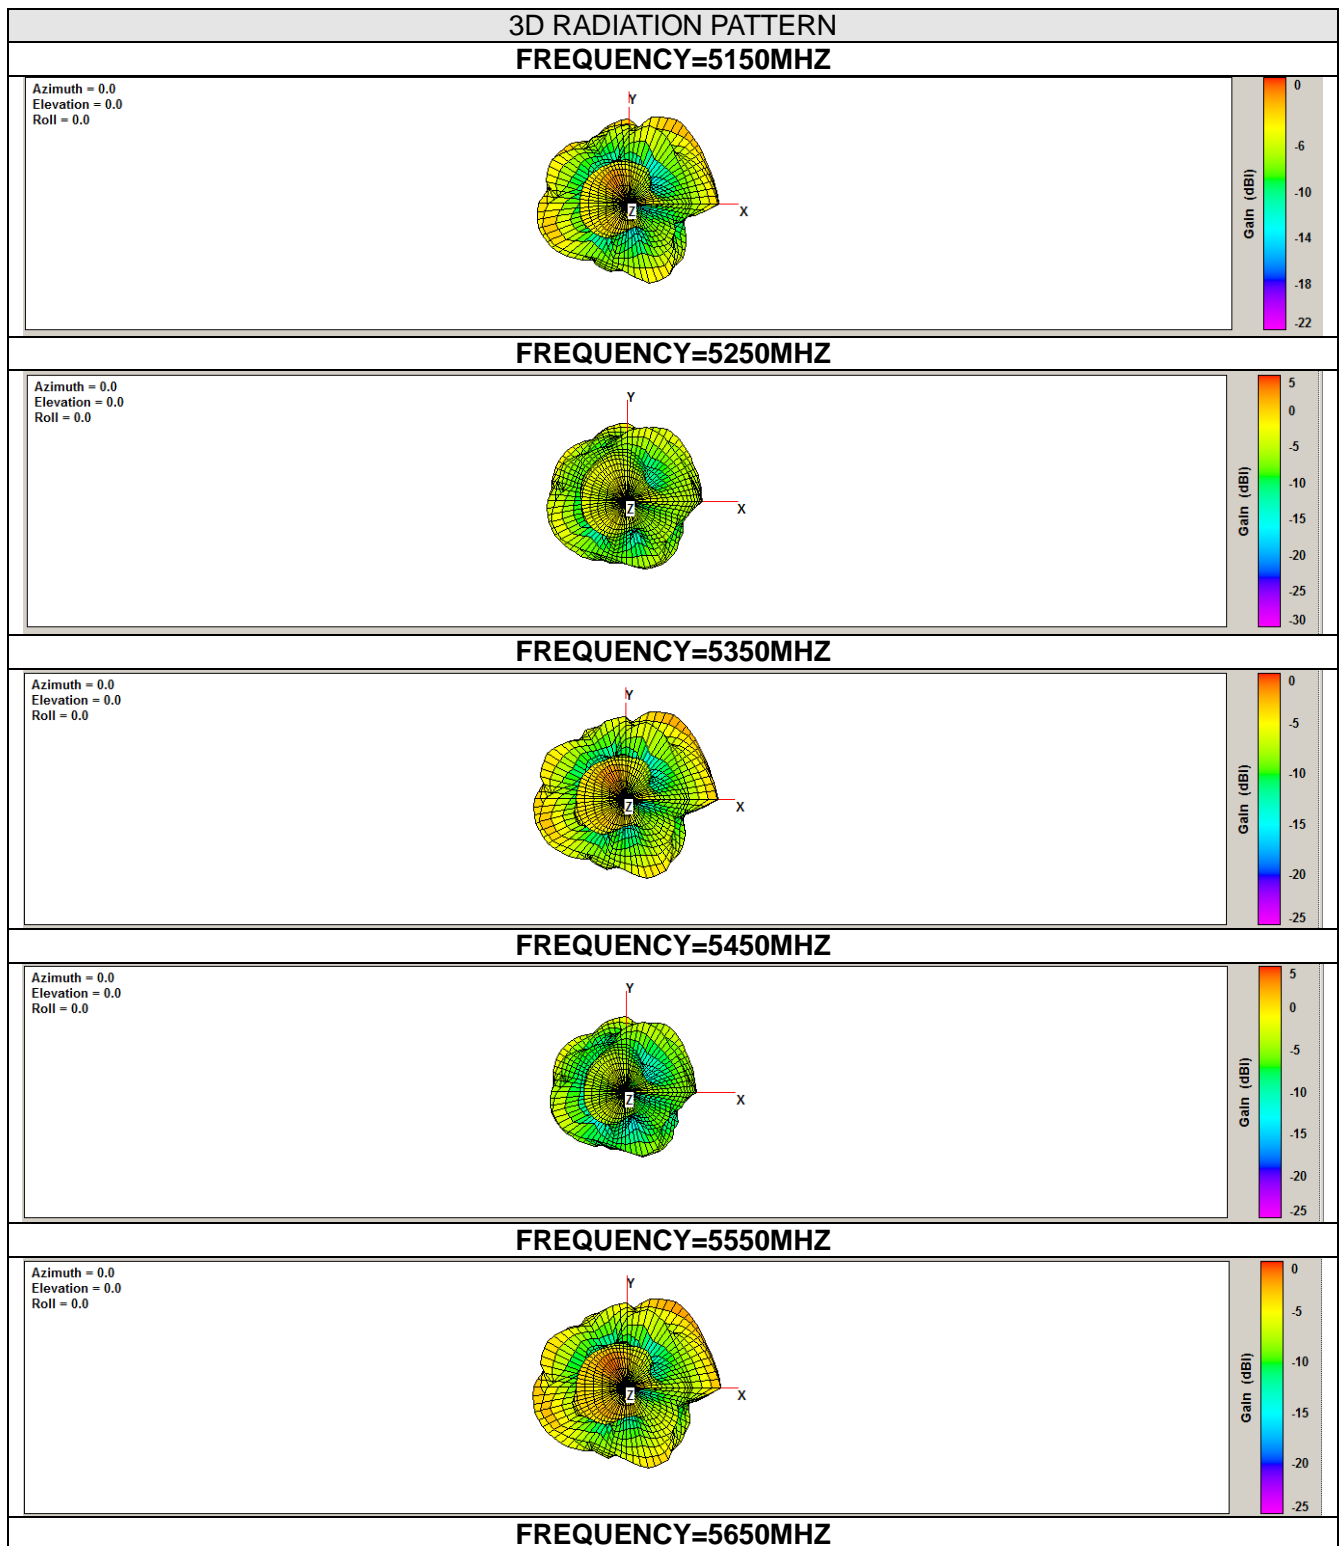 3D RADIATION PATTERN
FREQUENCY=5150MHZ
Azimuth = 0.0
Elevation = 0.0
Roll = 0.0
Y
X
Z
Gain (dBI)
0
-6
-10
-14
-18
-22
FREQUENCY=5250MHZ
Azimuth = 0.0
Elevation = 0.0
Roll = 0.0
Y
X
Z
Gain (dBI)
5
0
-5
-10
-15
-20
-25
-30
FREQUENCY=5350MHZ
Azimuth = 0.0
Elevation = 0.0
Roll = 0.0
Y
X
Z
Gain (dBI)
0
-5
-10
-15
-20
-25
FREQUENCY=5450MHZ
Azimuth = 0.0
Elevation = 0.0
Roll = 0.0
Y
X
Z
Gain (dBI)
5
0
-5
-10
-15
-20
-25
FREQUENCY=5550MHZ
Azimuth = 0.0
Elevation = 0.0
Roll = 0.0
Y
X
Z
Gain (dBI)
0
-5
-10
-15
-20
-25
FREQUENCY=5650MHZ